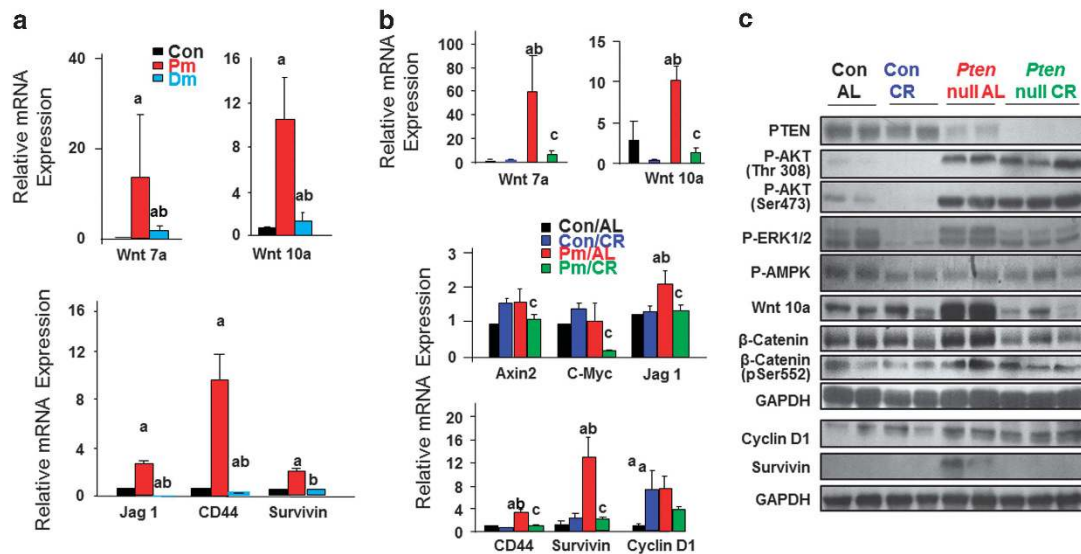 a
Relative mRNA
Expression
Con
Pm
Dm
40
20
0
a
ab
Wnt 7a
16
12
8
4
0
a
ab
Wnt 10a
Relative mRNA Expression
12
8
4
0
a
ab
Jag 1
a
ab
CD44
a
b
Survivin
b
Relative mRNA
Expression
100
80
60
40
20
0
ab
c
Wnt 7a
15
10
5
0
ab
c
Wnt 10a
Con/AL
Con/CR
Pm/AL
Pm/CR
Relative mRNA Expression
3
2
1
0
c
Axin2
c
C-Myc
ab
c
Jag 1
20
16
12
8
4
0
ab
c
CD44
ab
c
Survivin
a
a
Cyclin D1
c
Con
AL
Con
CR
Pten
null AL
Pten
null CR
PTEN
P-AKT
(Thr 308)
P-AKT
(Ser473)
P-ERK1/2
P-AMPK
Wnt 10a
β-Catenin
β-Catenin
(pSer552)
GAPDH
Cyclin D1
Survivin
GAPDH